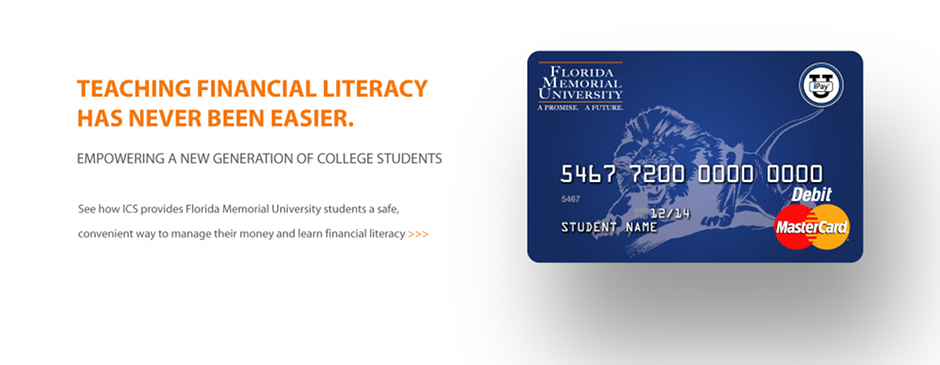 TEACHING FINANCIAL LITERACY
HAS NEVER BEEN EASIER.
EMPOWERING A NEW GENERATION OF COLLEGE STUDENTS
See how ICS provides Florida Memorial University students a safe,
convenient way to manage their money and learn financial literacy >>>
FLORIDA
MEMORIAL
UNIVERSITY
A PROMISE. A FUTURE.
U
iPay
5467 7200 0000 0000
5467
12/14
STUDENT NAME
Debit
MasterCard